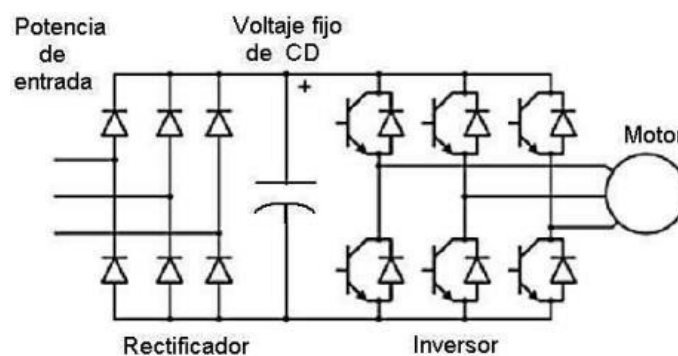 Potencia
de
entrada
Voltaje fijo
de CD
+
Motor
Rectificador
Inversor